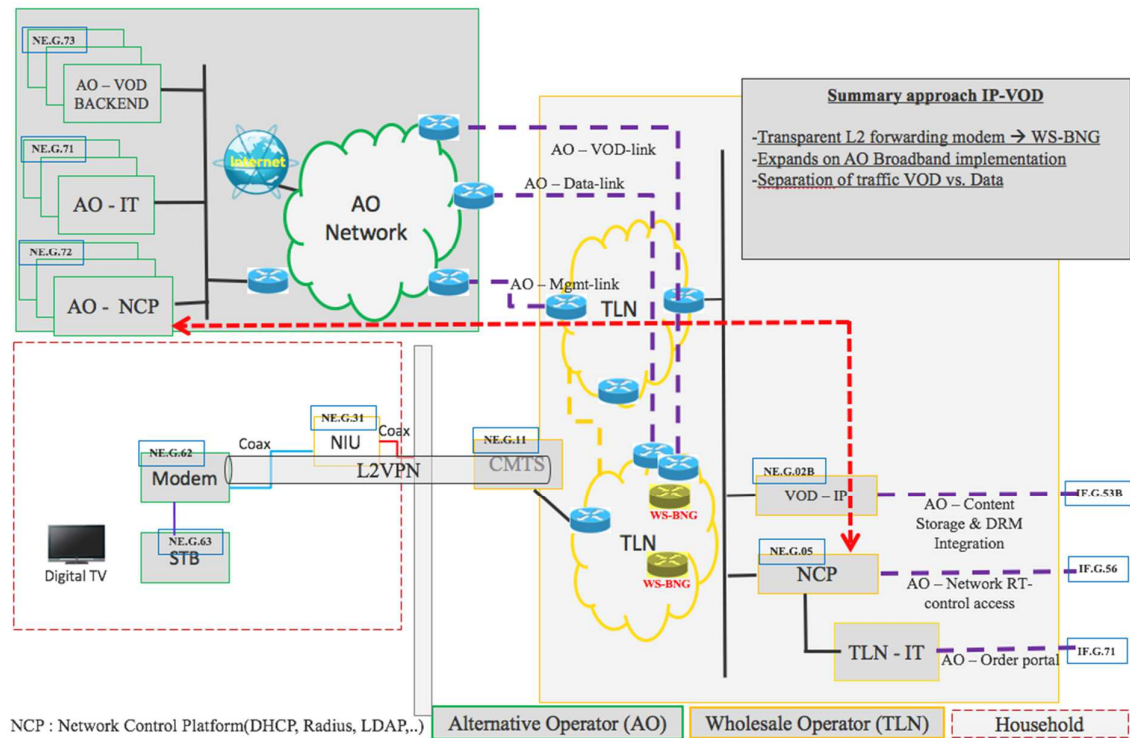 NE.G.73
AO – VOD
BACKEND
NE.G.71
AO - IT
NE.G.72
AO - NCP
Internet
AO
Network
AO – VOD-link
AO – Data-link
AO – Mgmt-link
TLN
Summary approach IP-VOD
-Transparent L2 forwarding modem → WS-BNG
-Expands on AO Broadband implementation
-Separation of traffic VOD vs. Data
NE.G.31
NIU
Coax
Coax
NE.G.62
Modem
L2VPN
NE.G.11
CMTS
NE.G.63
STB
Digital TV
TLN
WS-BNG
WS-BNG
NE.G.02B
VOD – IP
IF.G.53B
AO – Content
Storage & DRM
Integration
NE.G.05
NCP
IF.G.56
AO – Network RT-
control access
TLN - IT
AO – Order portal
IF.G.71
NCP : Network Control Platform(DHCP, Radius, LDAP,..)
Alternative Operator (AO)
Wholesale Operator (TLN)
Household